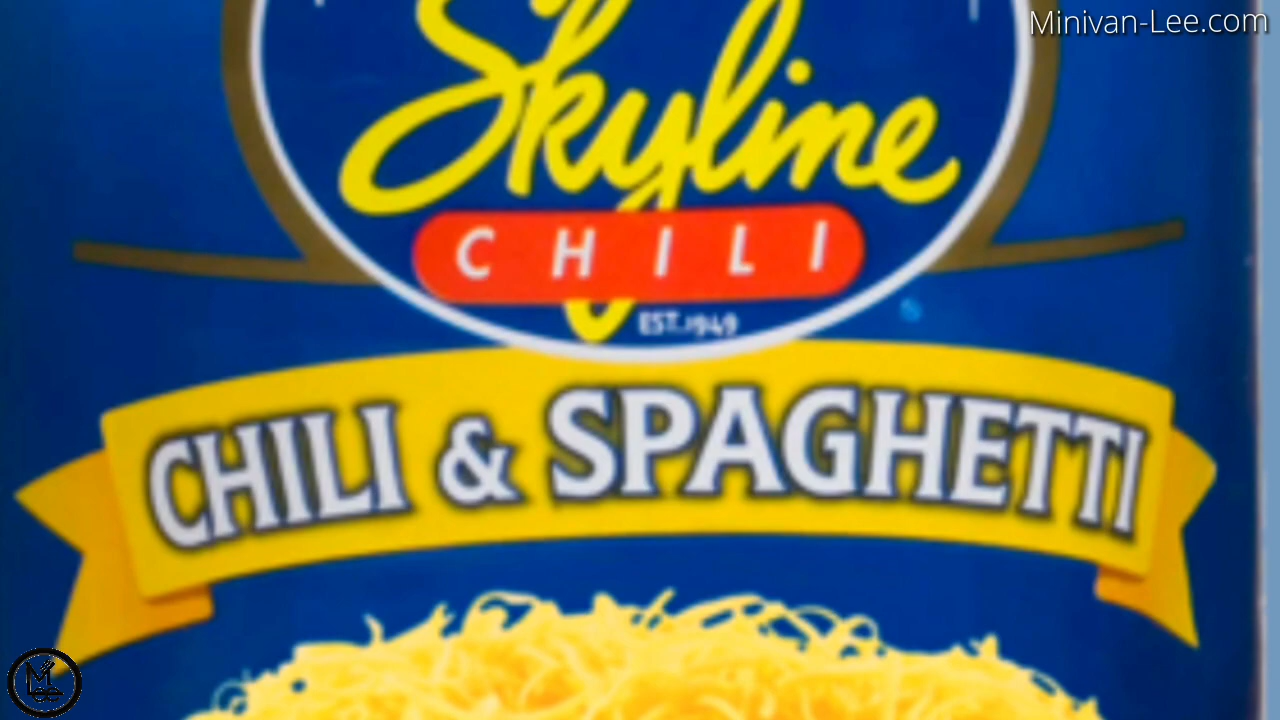 Minivan-Lee.com
Skyline
CHILI
EST. 1949
CHILI & SPAGHETTI